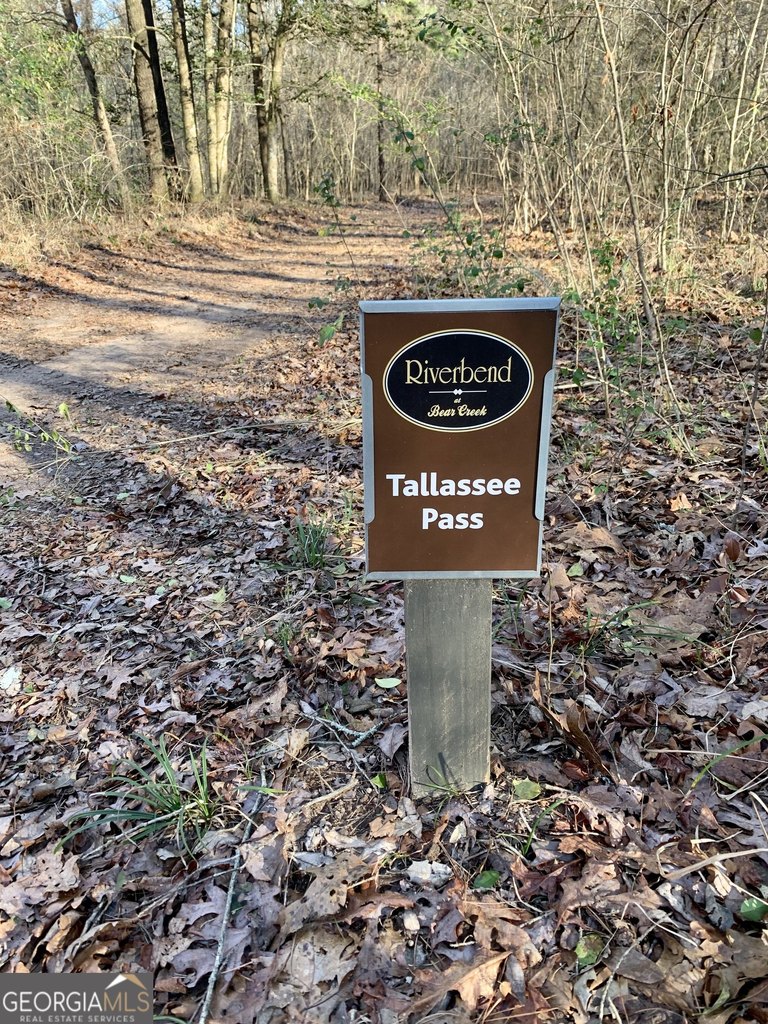 Riverbend
at
Bear Creek
Tallassee
Pass
GEORGIAMLS
REAL ESTATE SERVICES